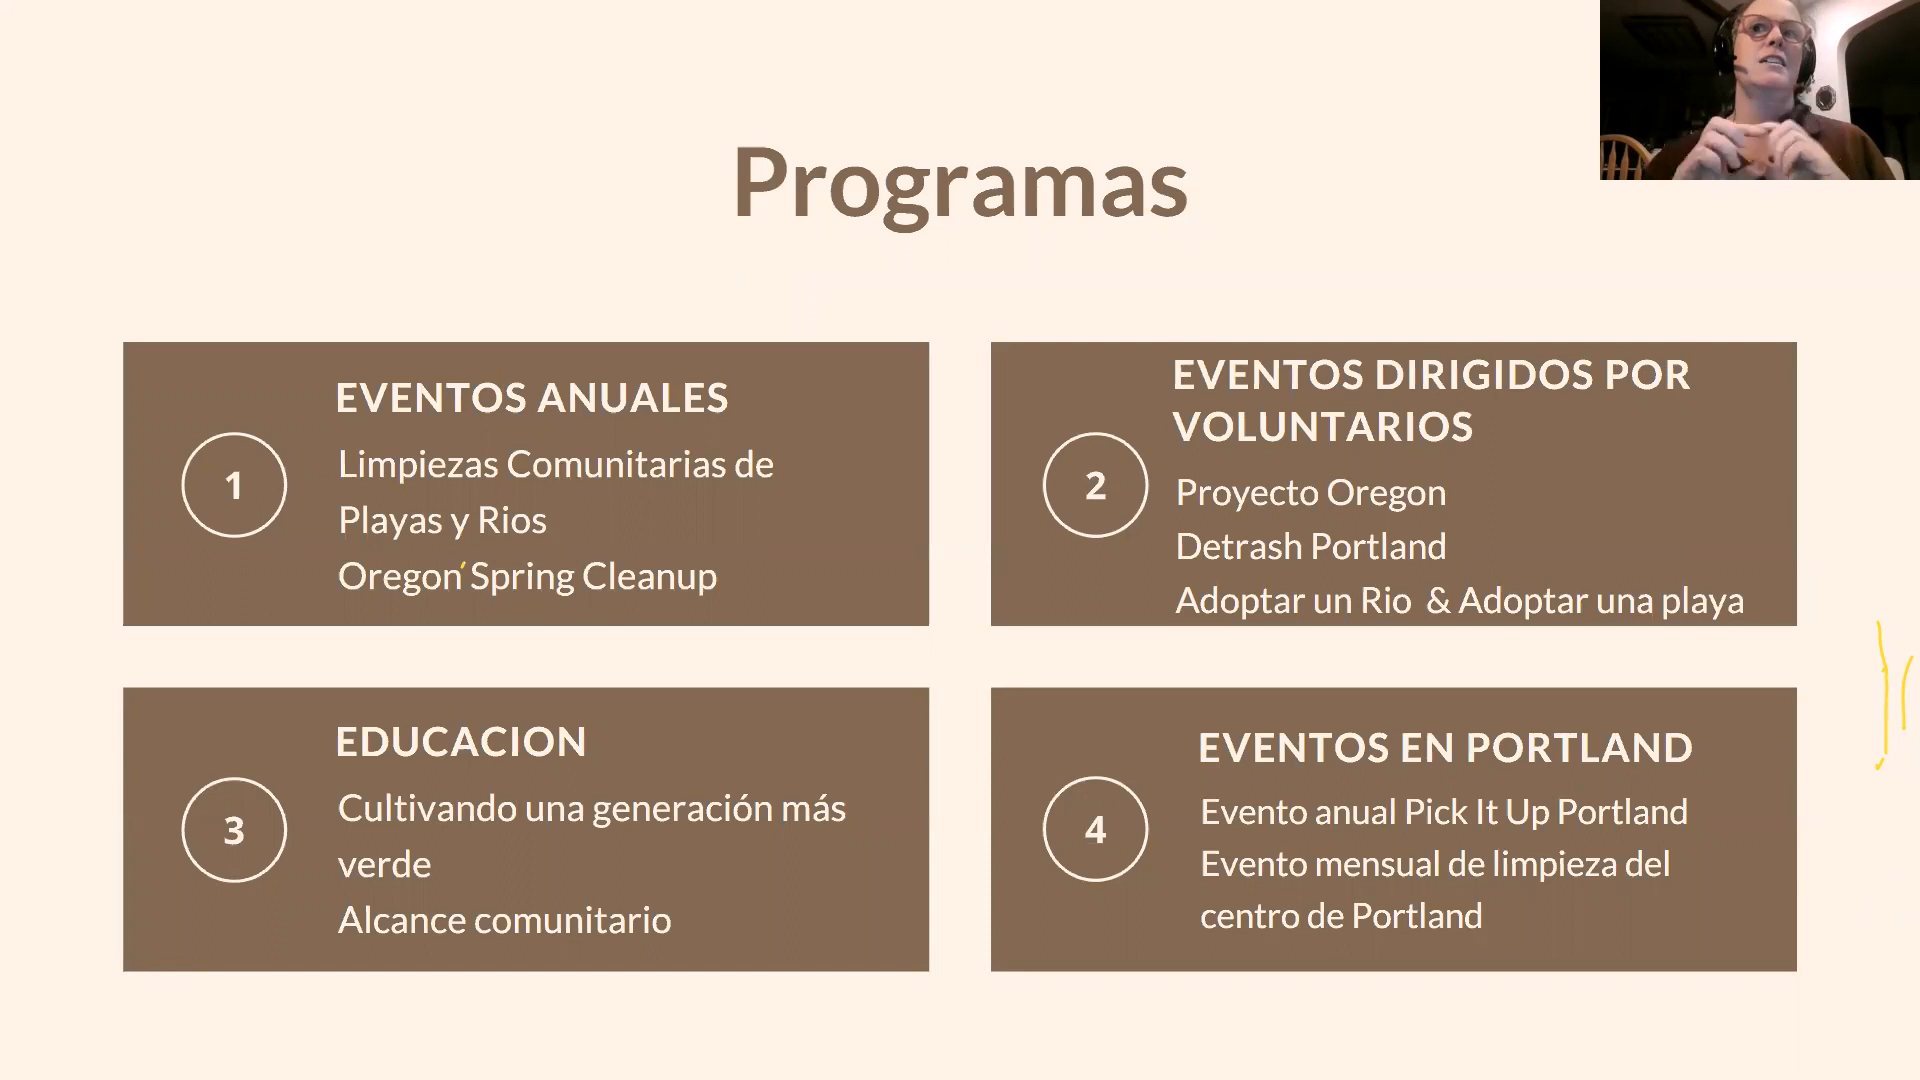 Programas
1
EVENTOS ANUALES
Limpiezas Comunitarias de
Playas y Rios
Oregon Spring Cleanup
2
EVENTOS DIRIGIDOS POR
VOLUNTARIOS
Proyecto Oregon
Detrash Portland
Adoptar un Rio & Adoptar una playa
3
EDUCACION
Cultivando una generación más
verde
Alcance comunitario
4
EVENTOS EN PORTLAND
Evento anual Pick It Up Portland
Evento mensual de limpieza del
centro de Portland